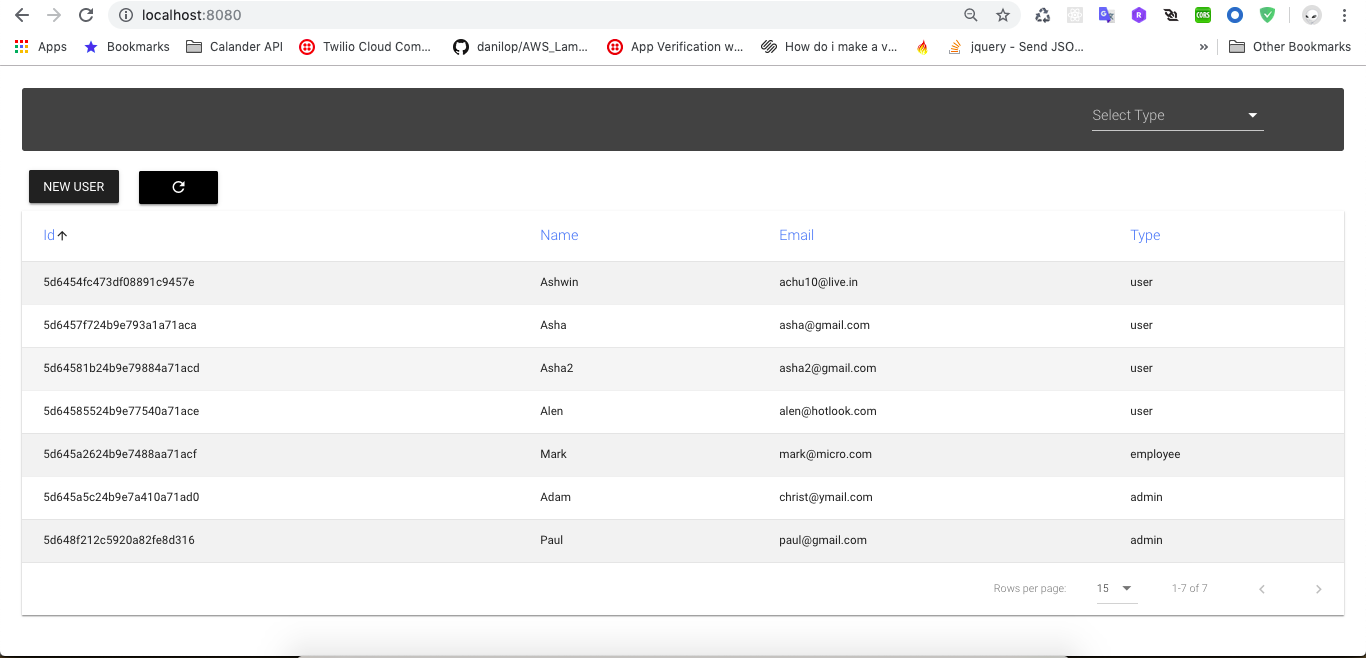 localhost:8080
Apps Bookmarks Calander API Twilio Cloud Com... danilop/AWS_Lam... App Verification w... How do i make a v... jquery - Send JSO... » Other Bookmarks
Select Type
NEW USER
Id Name Email Type
5d6454fc473df08891c9457e Ashwin achu10@live.in user
5d6457f724b9e793a1a71aca Asha asha@gmail.com user
5d64581b24b9e79884a71acd Asha2 asha2@gmail.com user
5d64585524b9e77540a71ace Alen alen@hotlook.com user
5d645a2624b9e7488aa71acf Mark mark@micro.com employee
5d645a5c24b9e7a410a71ad0 Adam christ@ymail.com admin
5d648f212c5920a82fe8d316 Paul paul@gmail.com admin
Rows per page: 15 1-7 of 7